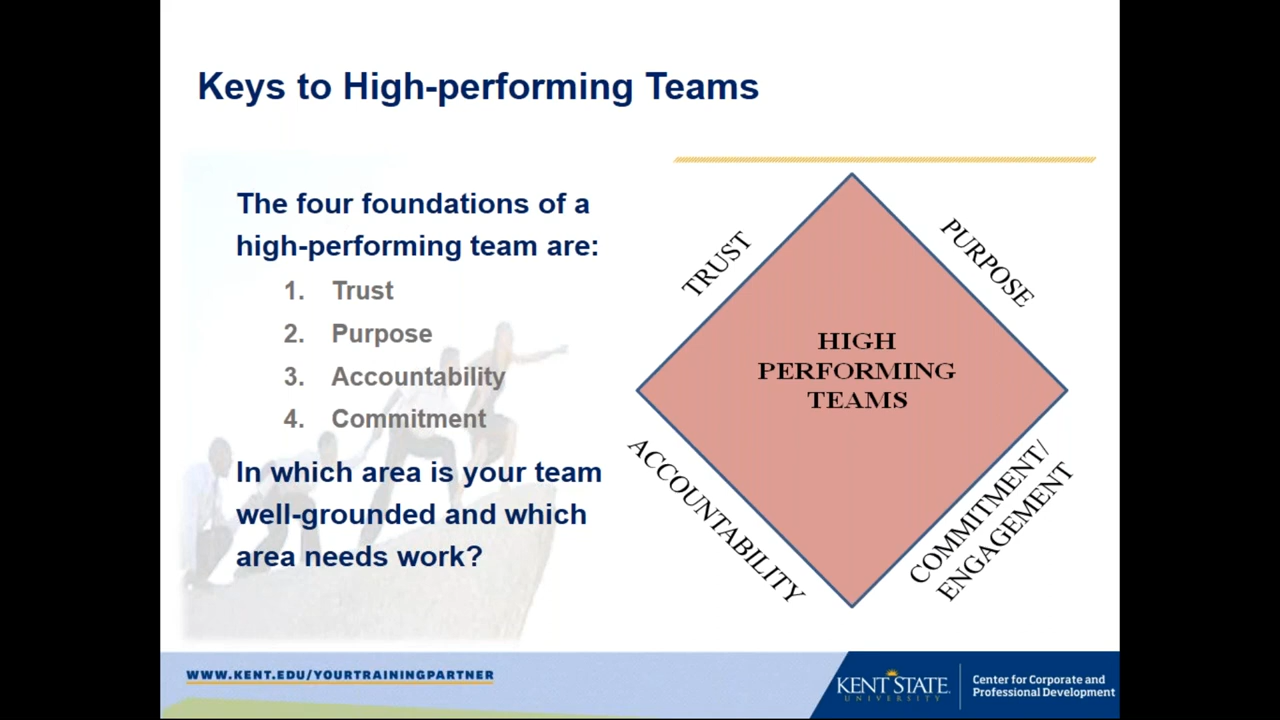 Keys to High-performing Teams
The four foundations of a
high-performing team are:
1. Trust
2. Purpose
3. Accountability
4. Commitment
In which area is your team
well-grounded and which
area needs work?
TRUST
PURPOSE
HIGH
PERFORMING
TEAMS
ACCOUNTABILITY
COMMITMENT/
ENGAGEMENT
WWW.KENT.EDU/YOURTRAININGPARTNER
KENT STATE
UNIVERSITY
Center for Corporate and
Professional Development